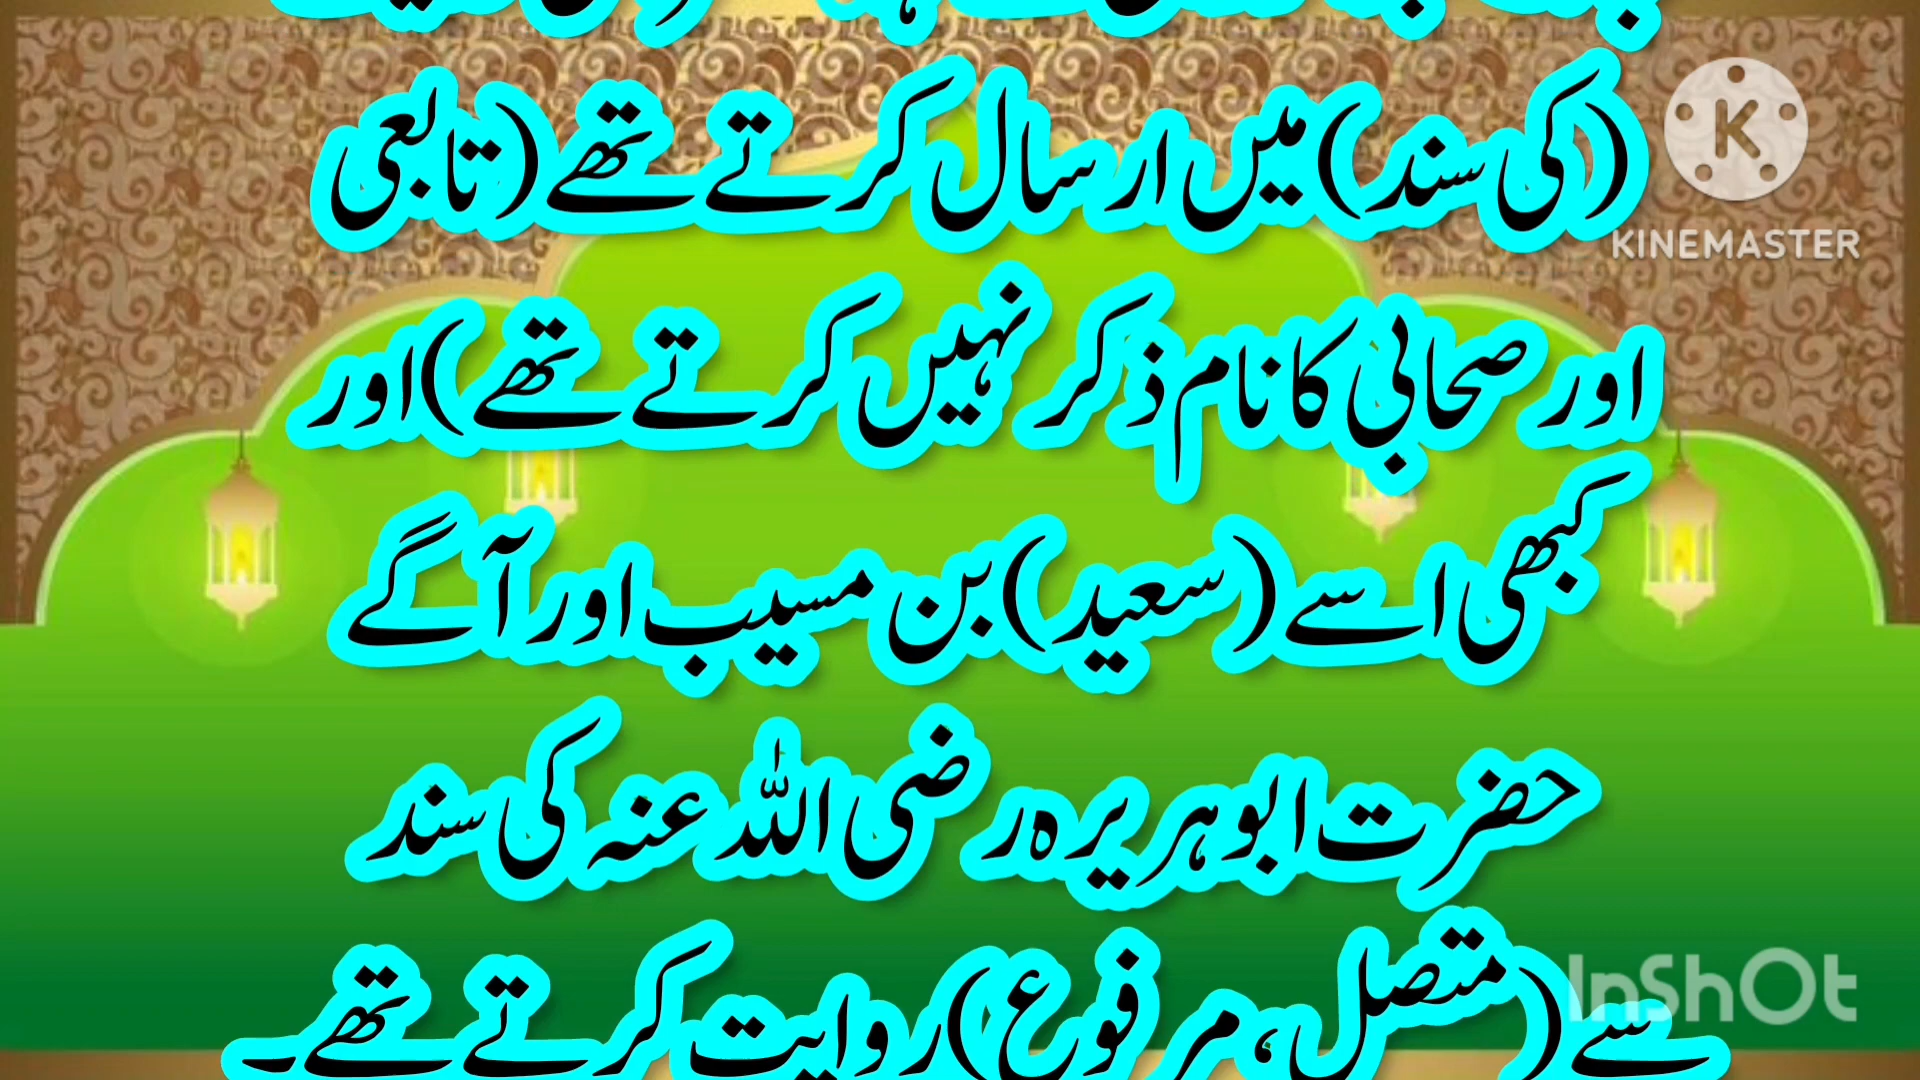 (کی سند) میں ارسال کرتے تھے (تابعی
اور صحابی کا نام ذکر نہیں کرتے تھے) اور
کبھی اسے (سعید) بن مسیب اور آگے
حضرت ابوہریرہ رضی اللہ عنہ کی سند
سے (متصل، مرفوع) روایت کرتے تھے۔
KINEMASTER
InShOt